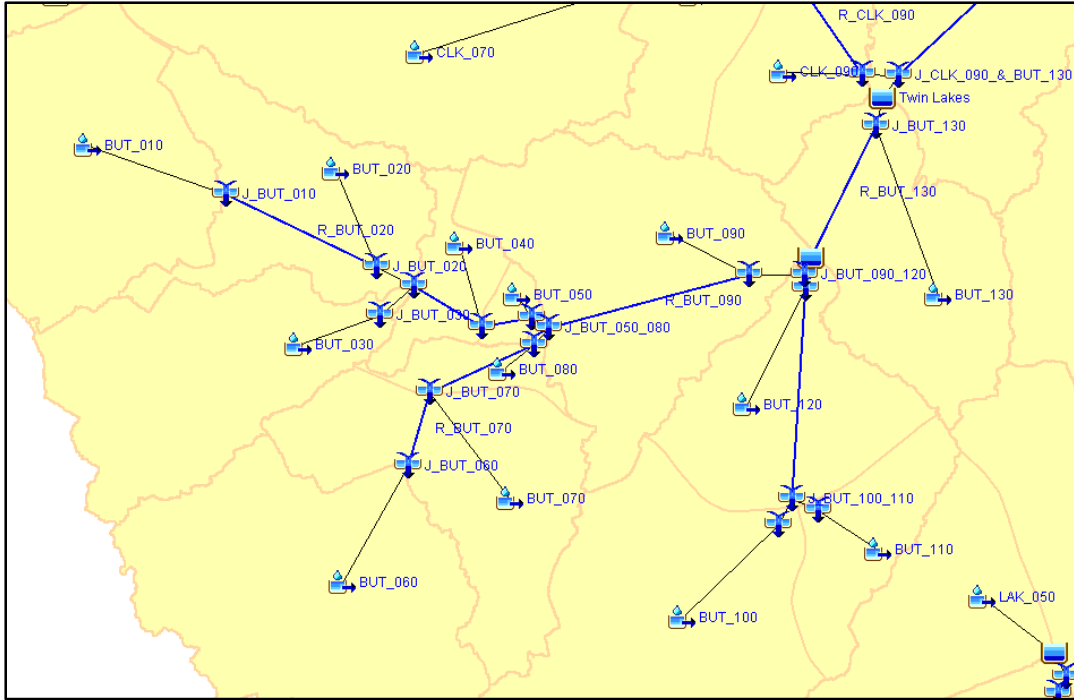 R_CLK_090
CLK_070
CLK_090
J_CLK_090_&_BUT_130
Twin Lakes
J_BUT_130
BUT_010
BUT_020
J_BUT_010
R_BUT_130
R_BUT_020
BUT_040
BUT_090
J_BUT_020
J_BUT_090_120
BUT_050
R_BUT_090
BUT_130
J_BUT_030
J_BUT_050_080
BUT_030
BUT_080
J_BUT_070
BUT_120
R_BUT_070
J_BUT_060
BUT_070
J_BUT_100_110
BUT_110
BUT_060
LAK_050
BUT_100